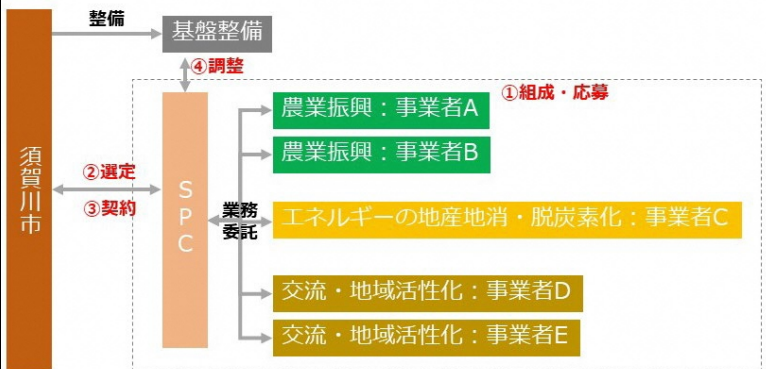 整備
基盤整備
④調整
①組成・応募
農業振興：事業者A
農業振興：事業者B
須賀川市
②選定
③契約
SPC
業務
委託
エネルギーの地産地消・脱炭素化：事業者C
交流・地域活性化：事業者D
交流・地域活性化：事業者E